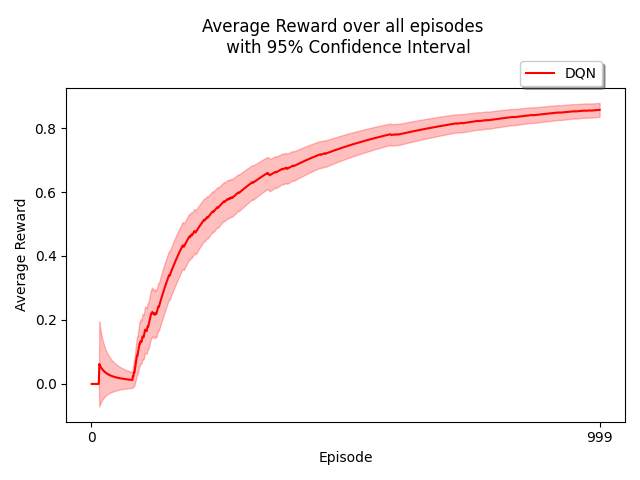 Average Reward over all episodes
with 95% Confidence Interval
DQN
0.8
0.6
0.4
0.2
0.0
Average Reward
0
999
Episode